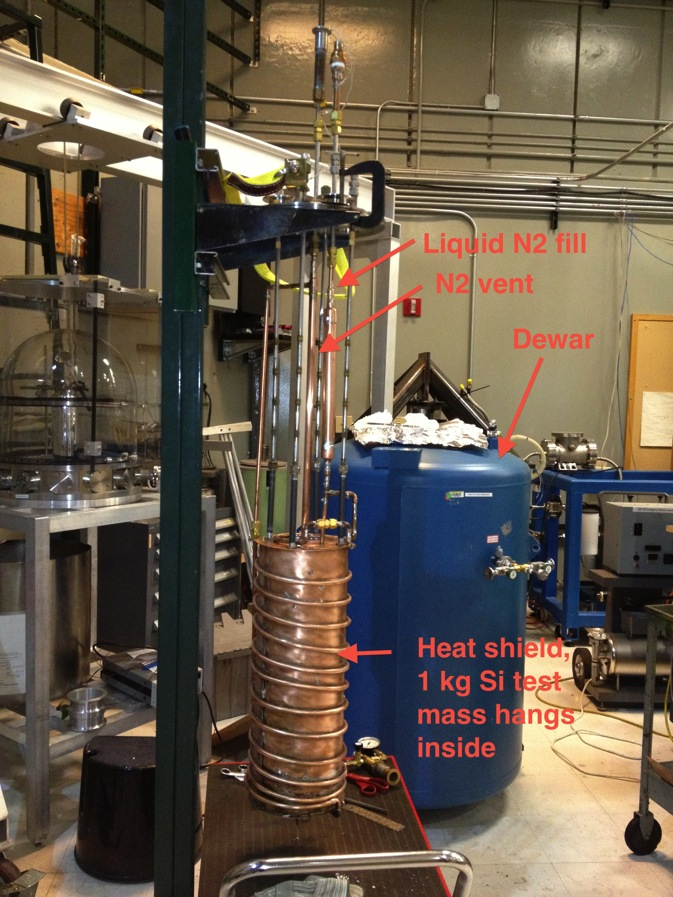 Liquid N2 fill
N2 vent
Dewar
Heat shield,
1 kg Si test
mass hangs
inside